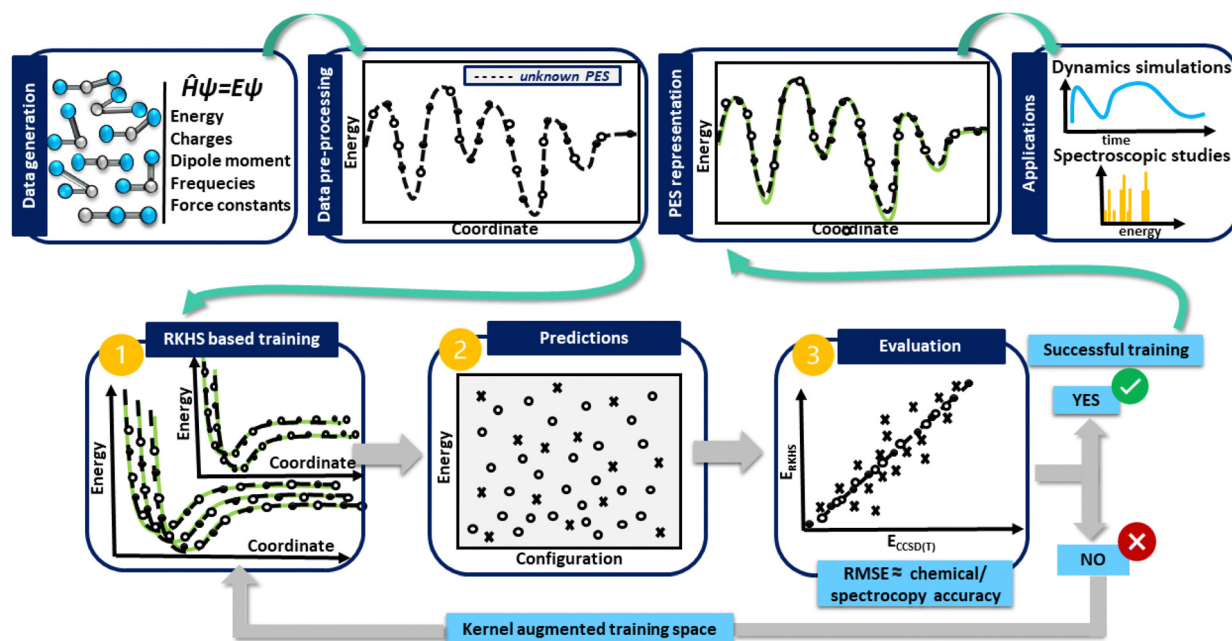 Data generation
Ĥψ=Eψ
Energy
Charges
Dipole moment
Frequecies
Force constants
Data pre-processing
----- unknown PES
Energy
Coordinate
PES representation
Energy
Coordinate
Applications
Dynamics simulations
time
Spectroscopic studies
energy
1
RKHS based training
Energy
Coordinate
Energy
Coordinate
2
Predictions
Energy
Configuration
3
Evaluation
E_RKHS
E_CCSD(T)
RMSE ≈ chemical/
spectrocopy accuracy
Successful training
YES
NO
Kernel augmented training space